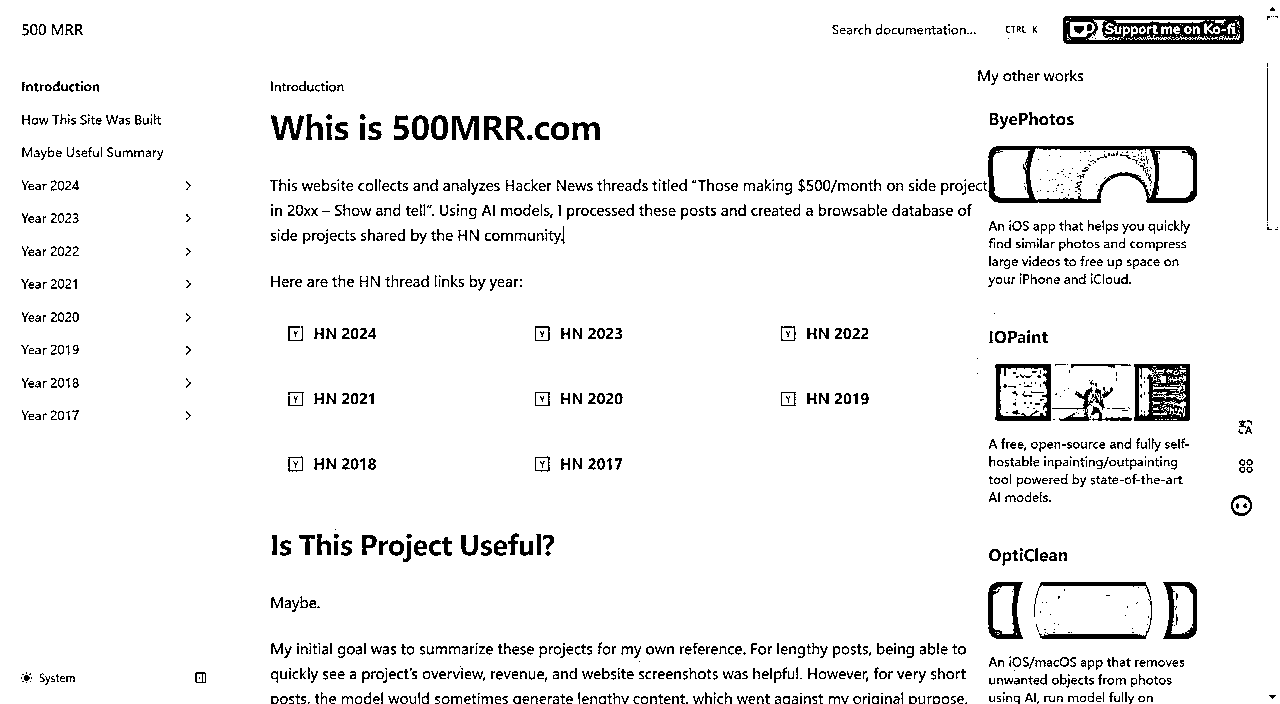 500 MRR
Search documentation...
CTRL K
Support me on Ko-fi
Introduction
How This Site Was Built
Maybe Useful Summary
Year 2024
Year 2023
Year 2022
Year 2021
Year 2020
Year 2019
Year 2018
Year 2017
System
Introduction
Whis is 500MRR.com
This website collects and analyzes Hacker News threads titled “Those making $500/month on side project
in 20xx – Show and tell”. Using AI models, I processed these posts and created a browsable database of
side projects shared by the HN community.
Here are the HN thread links by year:
Y HN 2024
Y HN 2023
Y HN 2022
Y HN 2021
Y HN 2020
Y HN 2019
Y HN 2018
Y HN 2017
Is This Project Useful?
Maybe.
My initial goal was to summarize these projects for my own reference. For lengthy posts, being able to
quickly see a project's overview, revenue, and website screenshots was helpful. However, for very short
posts, the model would sometimes generate lengthy content, which went against my original purpose.
My other works
ByePhotos
An iOS app that helps you quickly
find similar photos and compress
large videos to free up space on
your iPhone and iCloud.
IOPaint
A free, open-source and fully self-
hostable inpainting/outpainting
tool powered by state-of-the-art
AI models.
OptiClean
An iOS/macOS app that removes
unwanted objects from photos
using AI, run model fully on